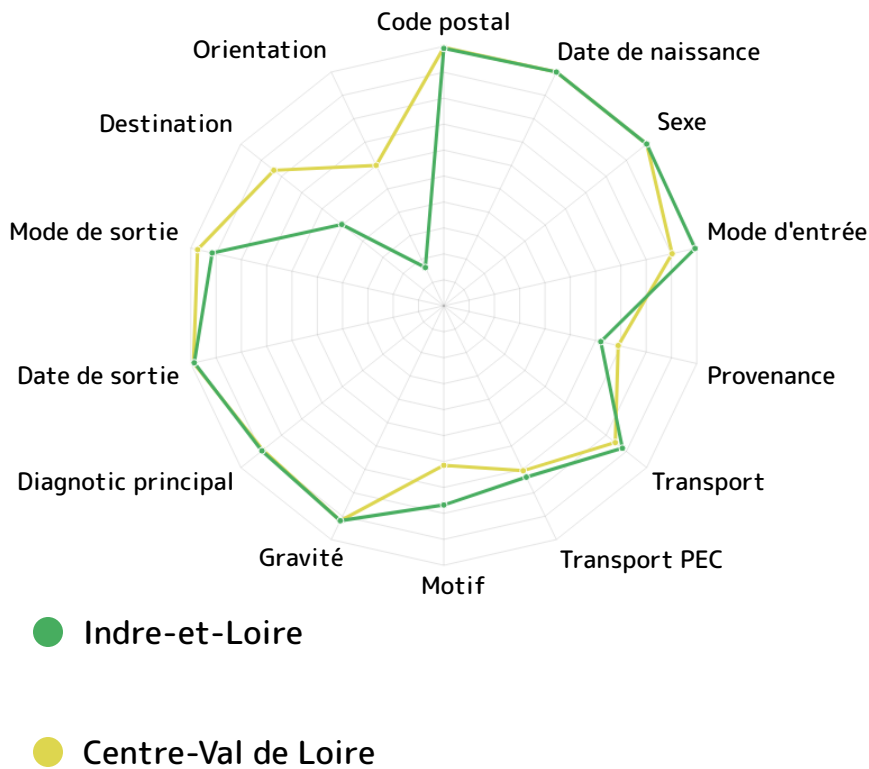 Code postal
Orientation
Date de naissance
Destination
Sexe
Mode de sortie
Mode d'entrée
Date de sortie
Provenance
Diagnotic principal
Transport
Gravité
Transport PEC
Motif
Indre-et-Loire
Centre-Val de Loire